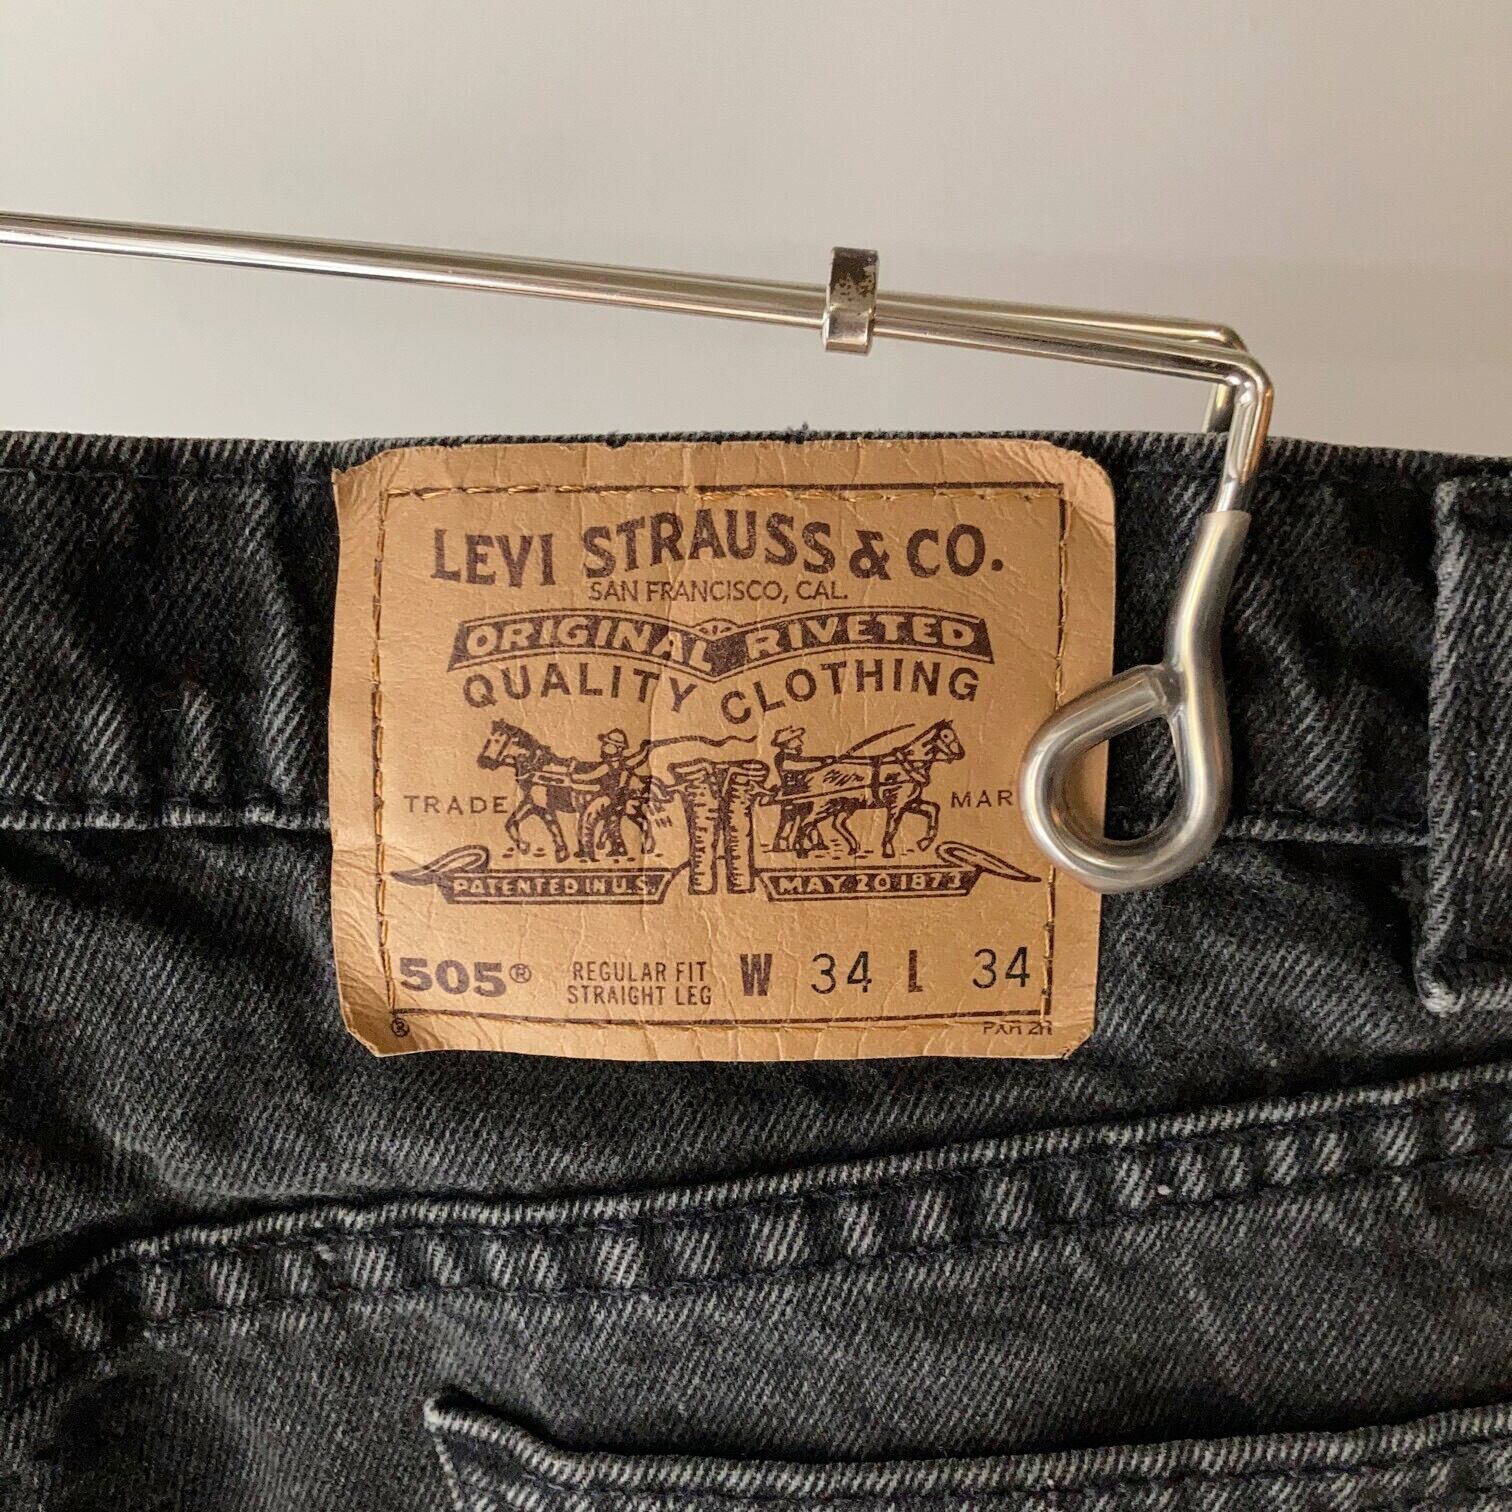 LEVI STRAUSS & CO.
SAN FRANCISCO, CAL.
ORIGINAL RIVETED
QUALITY CLOTHING
TRADE MAR
PATENTED IN U.S. MAY 20 1873
505® REGULAR FIT W 34 L 34
STRAIGHT LEG
®